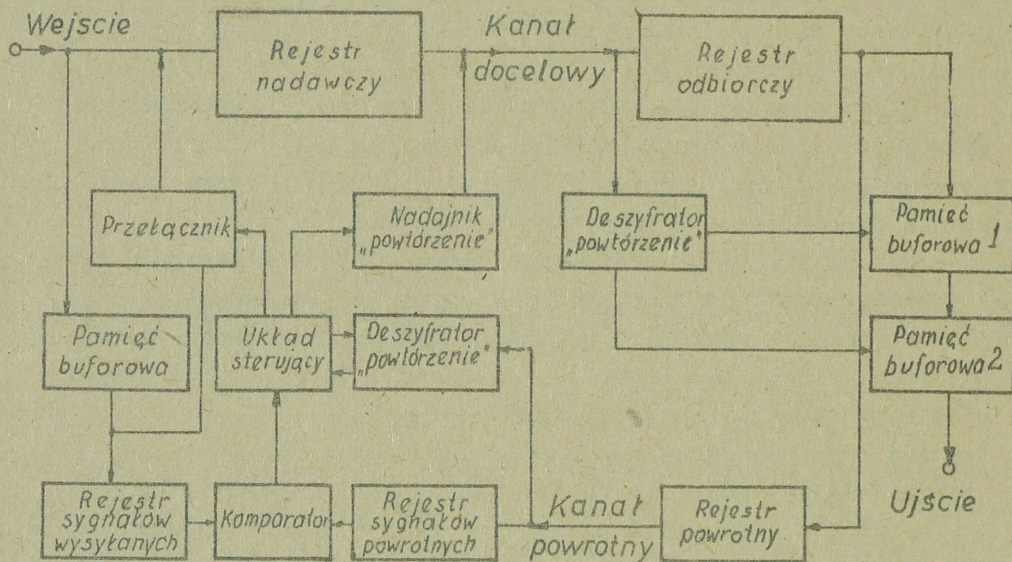 Wejście
Rejestr
nadawczy
Kanał
docelowy
Rejestr
odbiorczy
Przełącznik
Nadajnik
„powtórzenie"
Deszyfrator
„powtórzenie"
Pamięć
buforowa 1
Pamięć
buforowa
Układ
sterujący
Deszyfrator
„powtórzenie"
Pamięć
buforowa 2
Rejestr
sygnałów
wysyłanych
Komparator
Rejestr
sygnałów
powrotnych
Kanał
powrotny
Rejestr
powrotny
Ujście